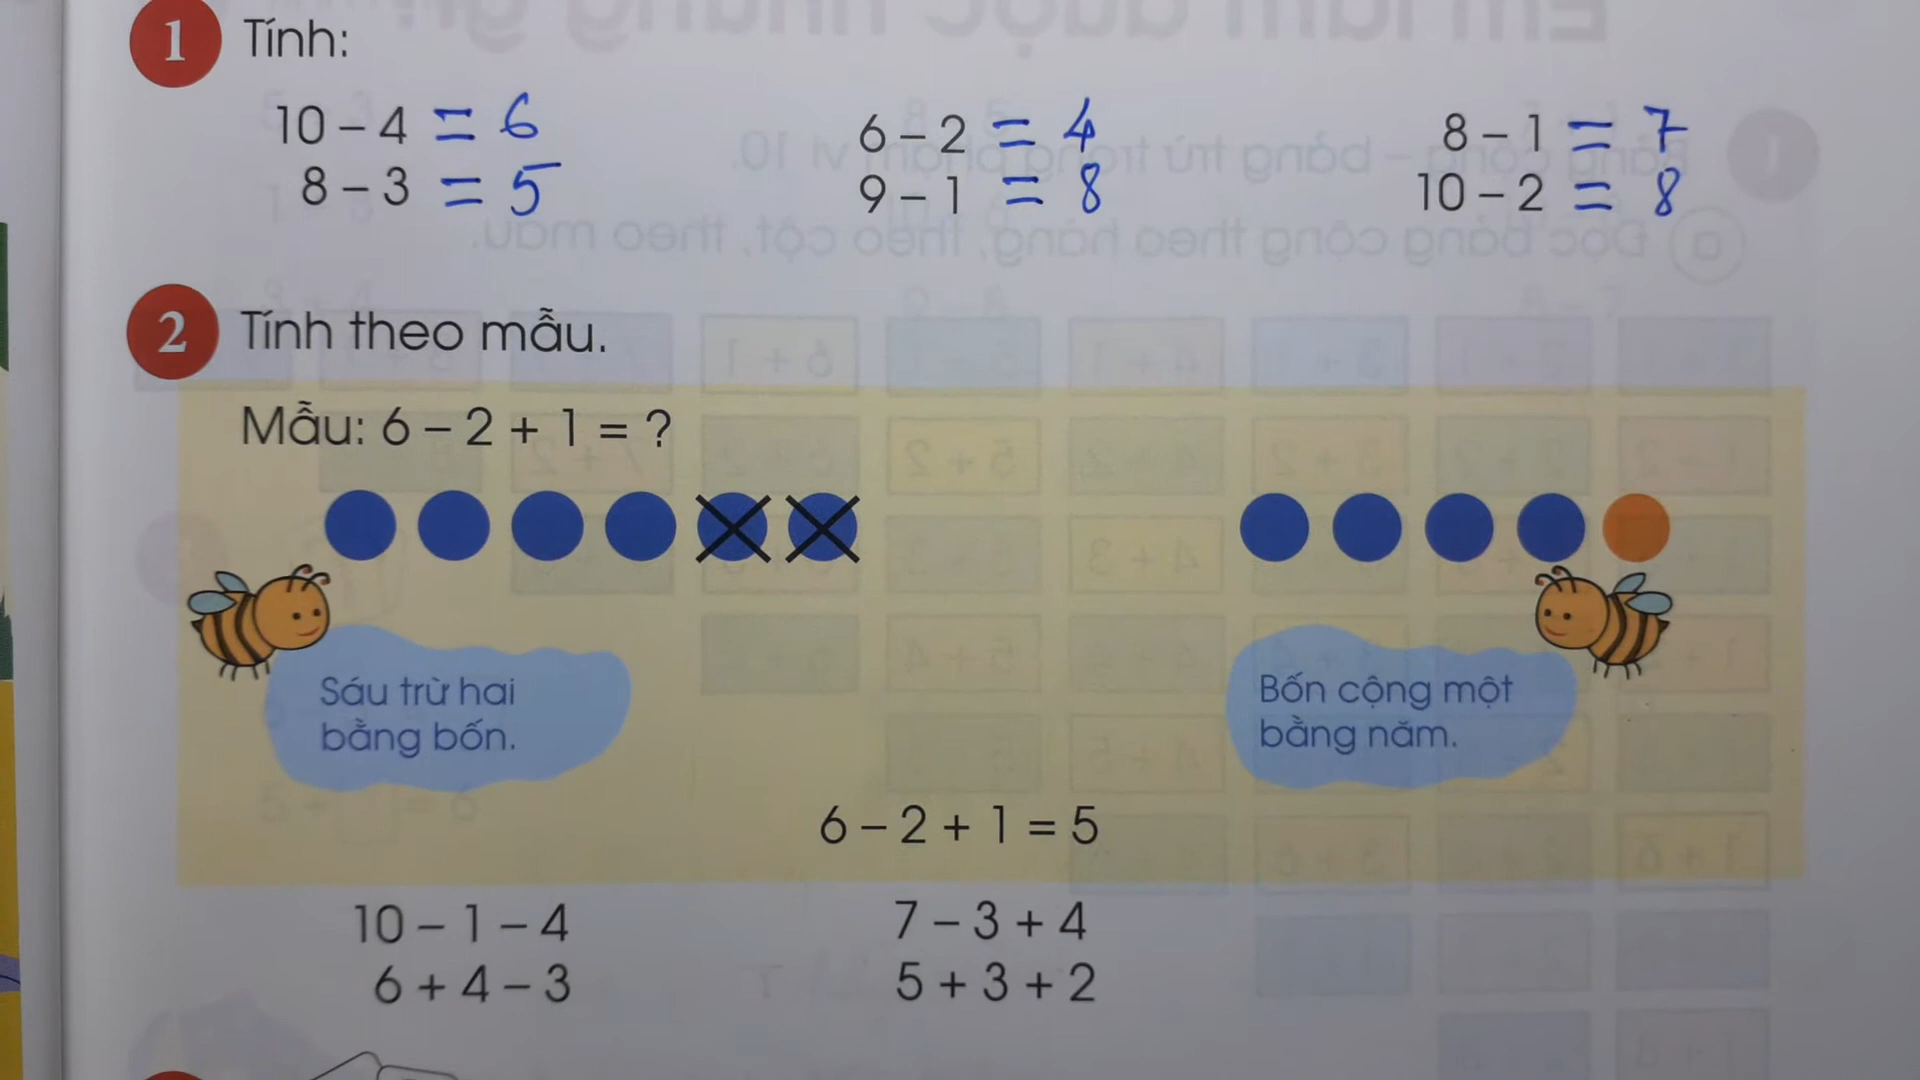 1 Tính:
10 – 4 = 6 6 – 2 = 4 8 – 1 = 7
8 – 3 = 5 9 – 1 = 8 10 – 2 = 8
2 Tính theo mẫu.
Mẫu: 6 – 2 + 1 = ?
Sáu trừ hai
bằng bốn.
Bốn cộng một
bằng năm.
6 – 2 + 1 = 5
10 – 1 – 4 7 – 3 + 4
6 + 4 – 3 5 + 3 + 2